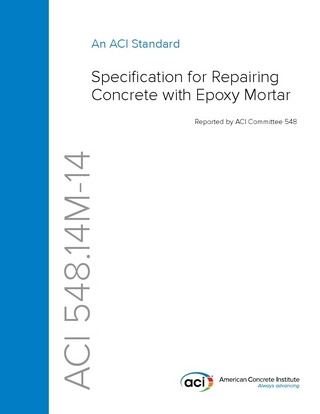 An ACI Standard
Specification for Repairing
Concrete with Epoxy Mortar
Reported by ACI Committee 548
ACI 548.14M-14
aci
American Concrete Institute
Always advancing